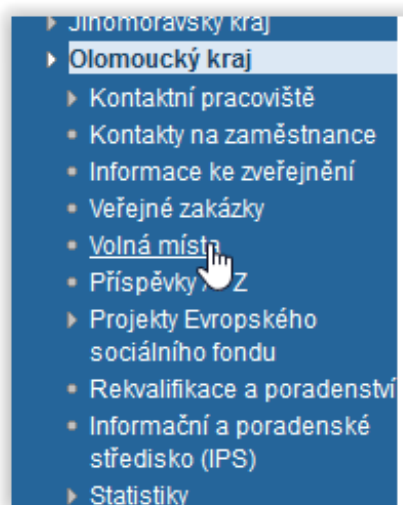 Jihomoravský kraj
Olomoucký kraj
Kontaktní pracoviště
Kontakty na zaměstnance
Informace ke zveřejnění
Veřejné zakázky
Volná místa
Příspěvky
Projekty Evropského
sociálního fondu
Rekvalifikace a poradenství
Informační a poradenské
středisko (IPS)
Statistiky